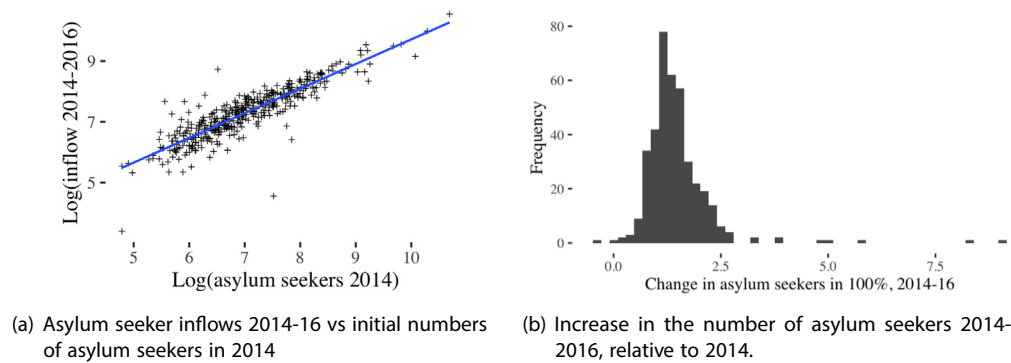 Log(inflow 2014-2016)
9
7
5
5 6 7 8 9 10
Log(asylum seekers 2014)
(a) Asylum seeker inflows 2014-16 vs initial numbers
of asylum seekers in 2014
Frequency
80
60
40
20
0
0.0 2.5 5.0 7.5
Change in asylum seekers in 100%, 2014-16
(b) Increase in the number of asylum seekers 2014-
2016, relative to 2014.